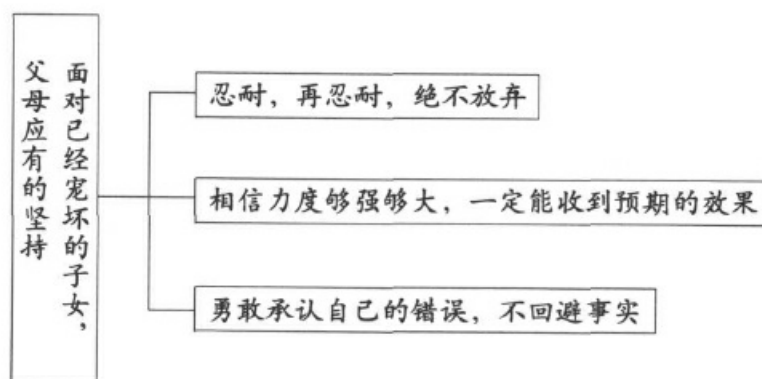 面对已经宠坏的子女，
父母应有的坚持
忍耐，再忍耐，绝不放弃
相信力度够强够大，一定能收到预期的效果
勇敢承认自己的错误，不回避事实